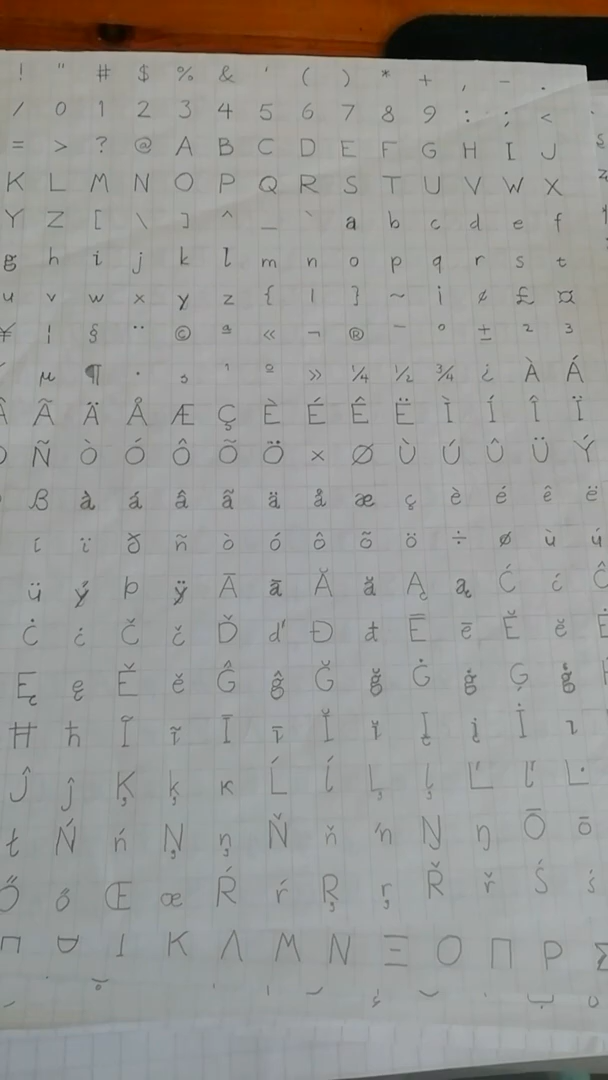 ! " # $ % & ' ( ) * + , - .
/ 0 1 2 3 4 5 6 7 8 9 : ; <
= > ? @ A B C D E F G H I J
K L M N O P Q R S T U V W X
Y Z [ \ ] ^ _ ` a b c d e f
g h i j k l m n o p q r s t
u v w x y z { | } ~ ¡ ¢ £ ¤
¥ ¦ § ¨ © ª « ¬ ® ¯ ° ± ² ³
µ ¶ · ¸ ¹ º » ¼ ½ ¾ ¿ À Á
Â Ã Ä Å Æ Ç È É Ê Ë Ì Í Î Ï
Ñ Ò Ó Ô Õ Ö × Ø Ù Ú Û Ü Ý
ß à á â ã ä å æ ç è é ê ë
í ï ð ñ ò ó ô õ ö ÷ ø ù ú
ü ý þ ÿ Ā ā Ă ă Ą ą Ć ć Ĉ
Ċ ċ Č č Ď ď Đ đ Ē ē Ĕ ĕ Ė
Ę ę Ě ě Ĝ ĝ Ğ ğ Ġ ġ Ģ ģ
Ħ ħ Ĩ ĩ Ī ī Ĭ ĭ Į į İ ı
Ĵ ĵ Ķ ķ ĸ Ĺ ĺ Ļ ļ Ľ ľ Ŀ
ł Ń ń Ņ ņ Ň ň ŉ Ŋ ŋ Ō ō
Ő ő Œ œ Ŕ ŕ Ŗ ŗ Ř ř Ś ś
Κ Λ Μ Ν Ξ Ο Π Ρ Σ